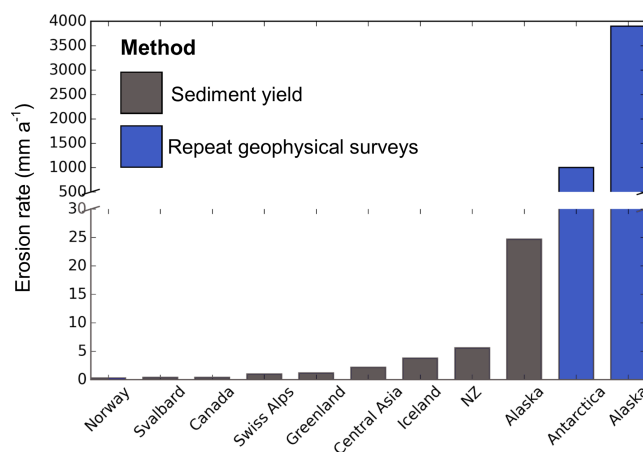 4000
3500
3000
2500
2000
1500
1000
500
30
25
20
15
10
5
0
Erosion rate (mm a⁻¹)
Method
Sediment yield
Repeat geophysical surveys
Norway
Svalbard
Canada
Swiss Alps
Greenland
Central Asia
Iceland
NZ
Alaska
Antarctica
Alaska